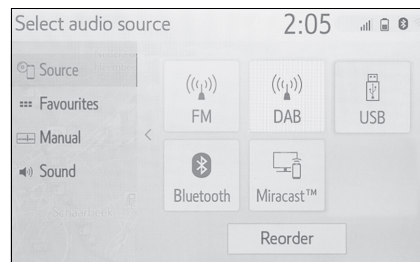 Select audio source
2:05
Source
Favourites
Manual
Sound
FM
DAB
USB
Bluetooth
Miracast™
Reorder